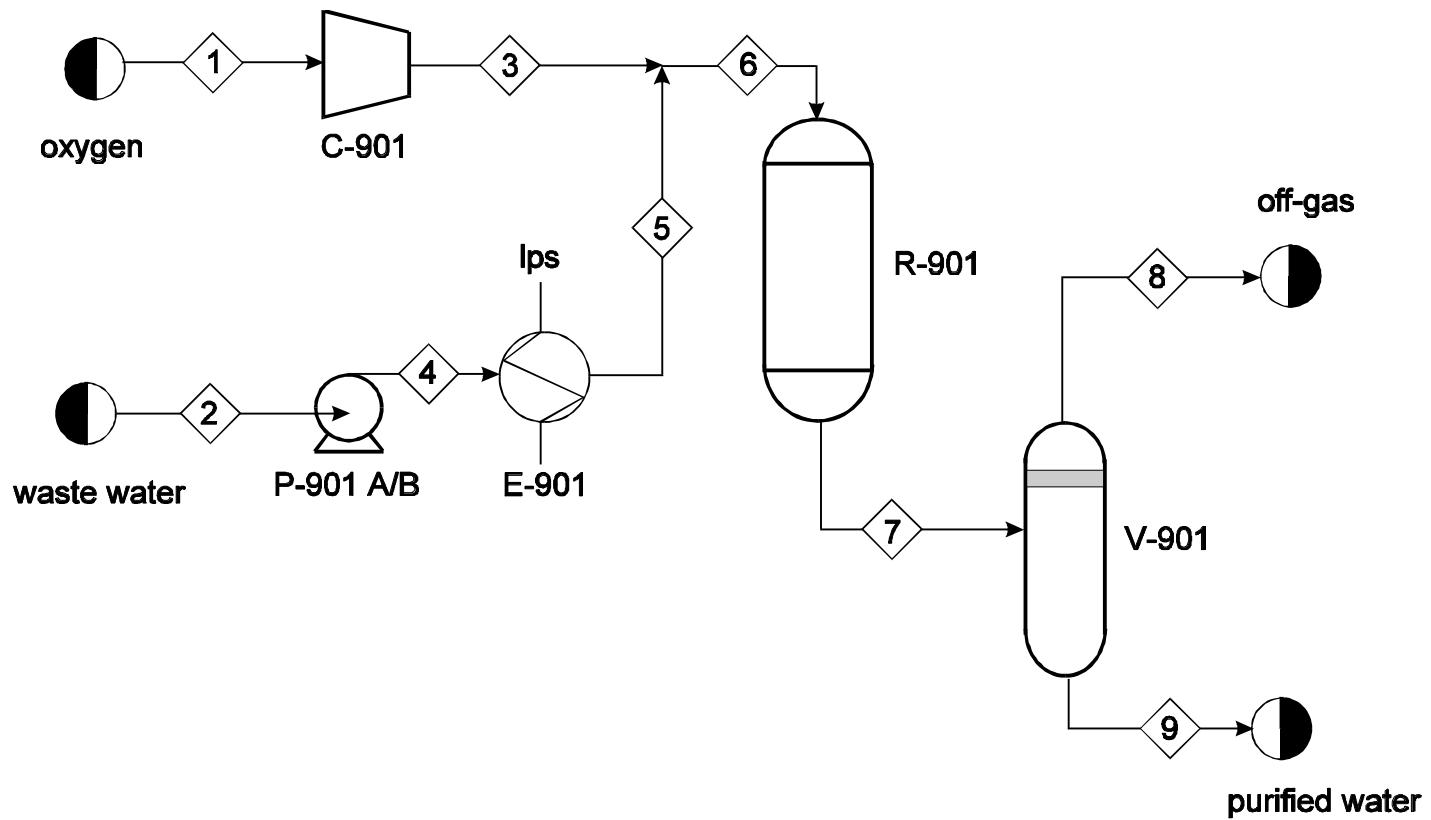 1
3
6
oxygen
C-901
off-gas
5
lps
R-901
8
4
2
waste water
P-901 A/B
E-901
7
V-901
9
purified water